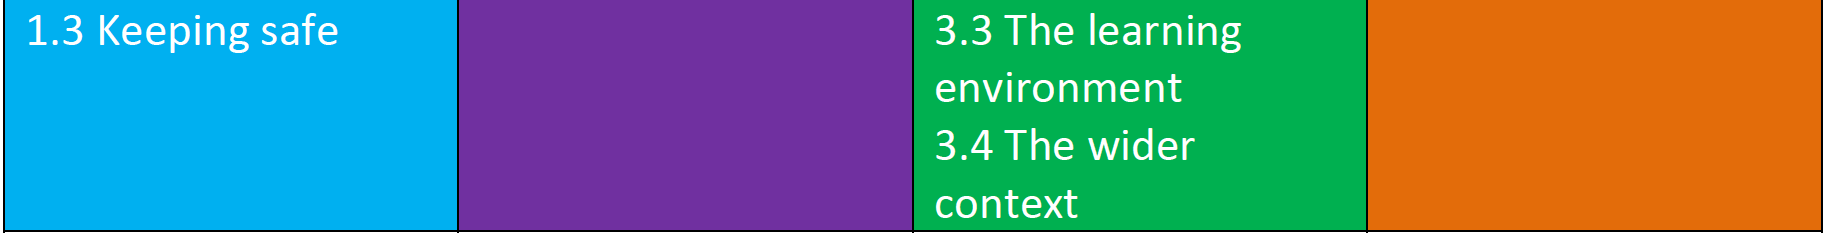 1.3 Keeping safe
3.3 The learning
environment
3.4 The wider
context